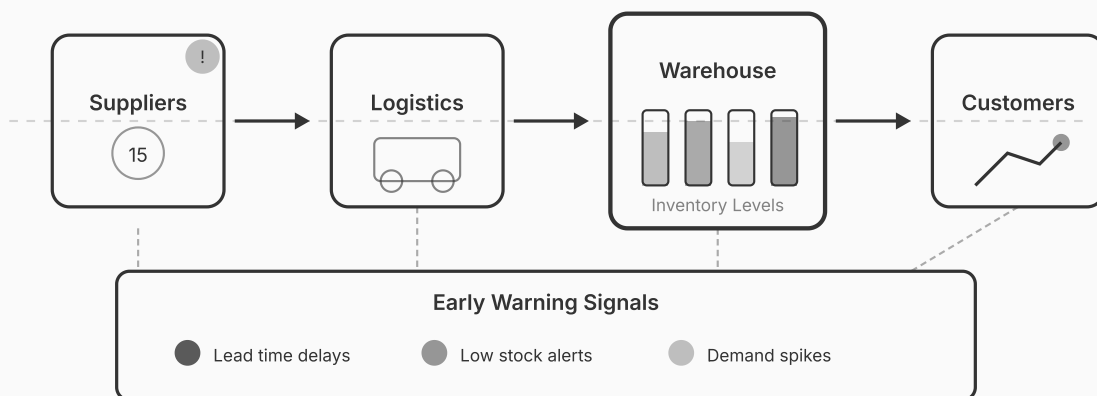 !
Suppliers
15
Logistics
Warehouse
Inventory Levels
Customers
Early Warning Signals
Lead time delays
Low stock alerts
Demand spikes